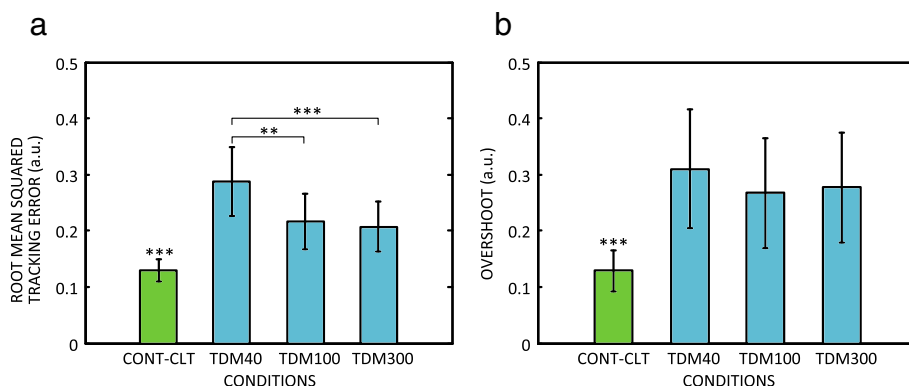 a
0.5
0.4
0.3
0.2
0.1
0
ROOT MEAN SQUARED
TRACKING ERROR (a.u.)
***
**
***
CONT-CLT TDM40 TDM100 TDM300
CONDITIONS
b
0.5
0.4
0.3
0.2
0.1
0
OVERSHOOT (a.u.)
***
CONT-CLT TDM40 TDM100 TDM300
CONDITIONS